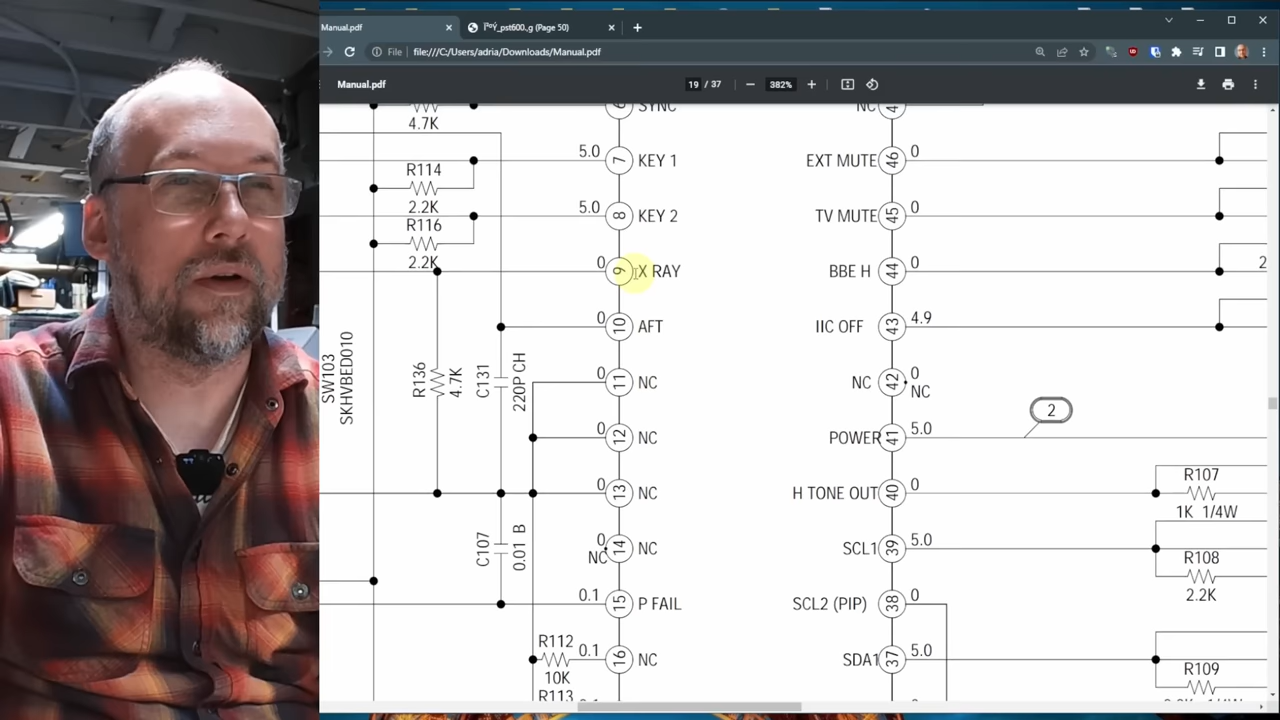 Manual.pdf
_pst600_g (Page 50)
File
file:///C:/Users/adria/Downloads/Manual.pdf
Manual.pdf
19 / 37
382%
SYNC
NC
4.7K
5.0
7
KEY 1
EXT MUTE
46
0
R114
2.2K
5.0
8
KEY 2
TV MUTE
45
0
R116
2.2K
0
9
X RAY
BBE H
44
0
2
0
10
AFT
IIC OFF
43
4.9
SW103
SKHVBED010
R136
4.7K
C131
220P CH
0
11
NC
NC
42
0
NC
2
0
12
NC
POWER
41
5.0
0
13
NC
H TONE OUT
40
0
R107
1K 1/4W
C107
0.01 B
0
NC
14
NC
SCL1
39
5.0
R108
2.2K
0.1
15
P FAIL
SCL2 (PIP)
38
0
R112
10K
0.1
16
NC
SDA1
37
5.0
R109
R113